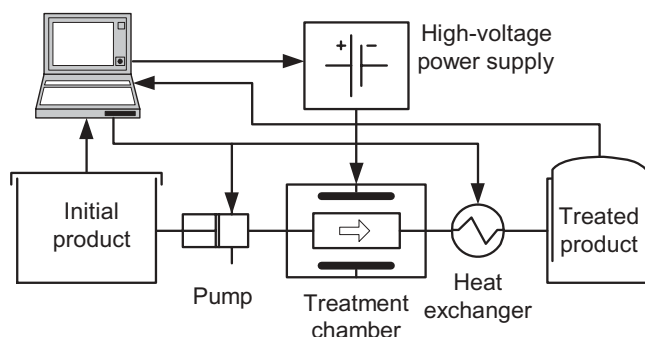 High-voltage
power supply
+ −
Initial
product
Treated
product
Pump
Treatment
chamber
Heat
exchanger